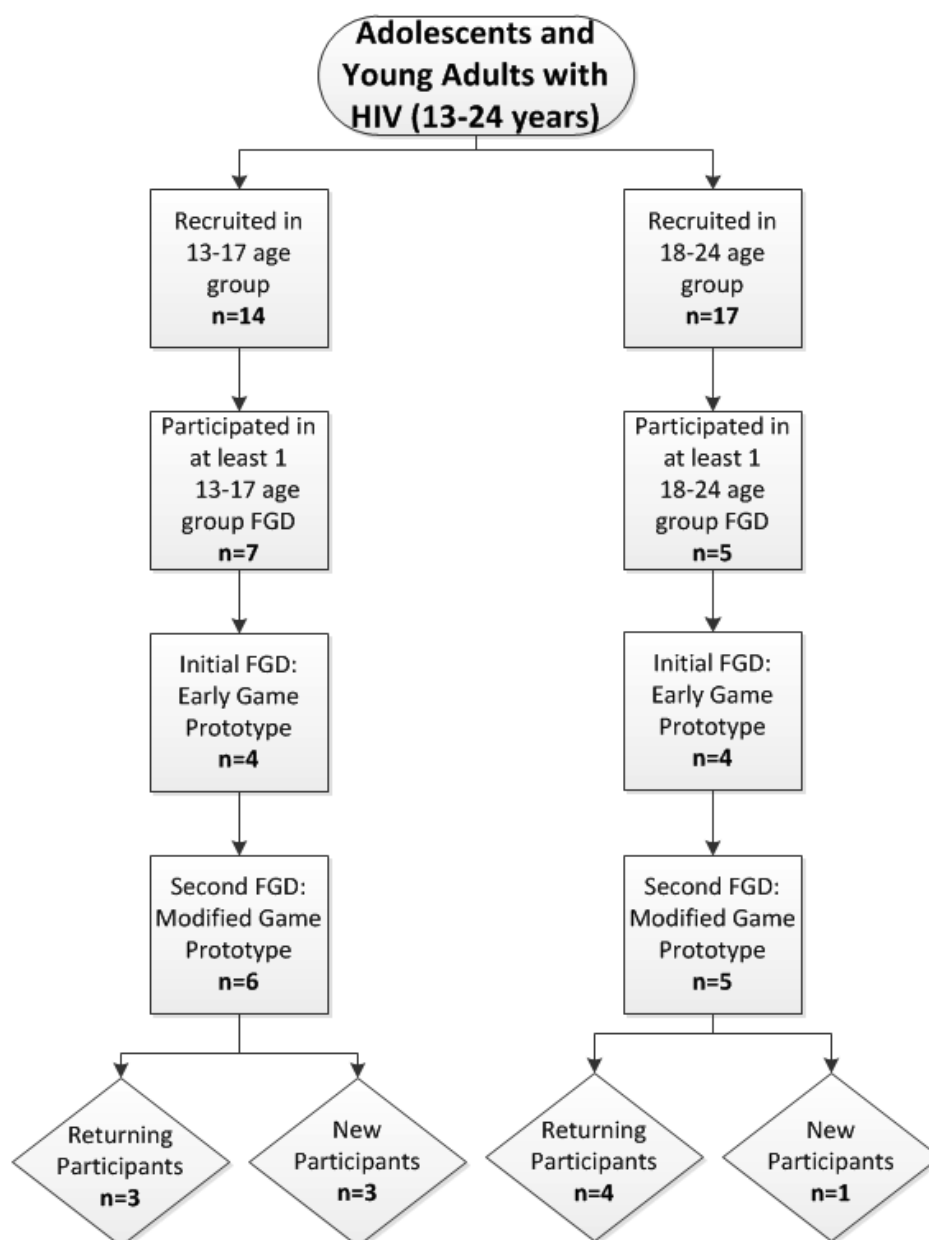 Adolescents and
Young Adults with
HIV (13-24 years)
Recruited in
13-17 age
group
n=14
Recruited in
18-24 age
group
n=17
Participated in
at least 1
13-17 age
group FGD
n=7
Participated in
at least 1
18-24 age
group FGD
n=5
Initial FGD:
Early Game
Prototype
n=4
Initial FGD:
Early Game
Prototype
n=4
Second FGD:
Modified Game
Prototype
n=6
Second FGD:
Modified Game
Prototype
n=5
Returning
Participants
n=3
New
Participants
n=3
Returning
Participants
n=4
New
Participants
n=1